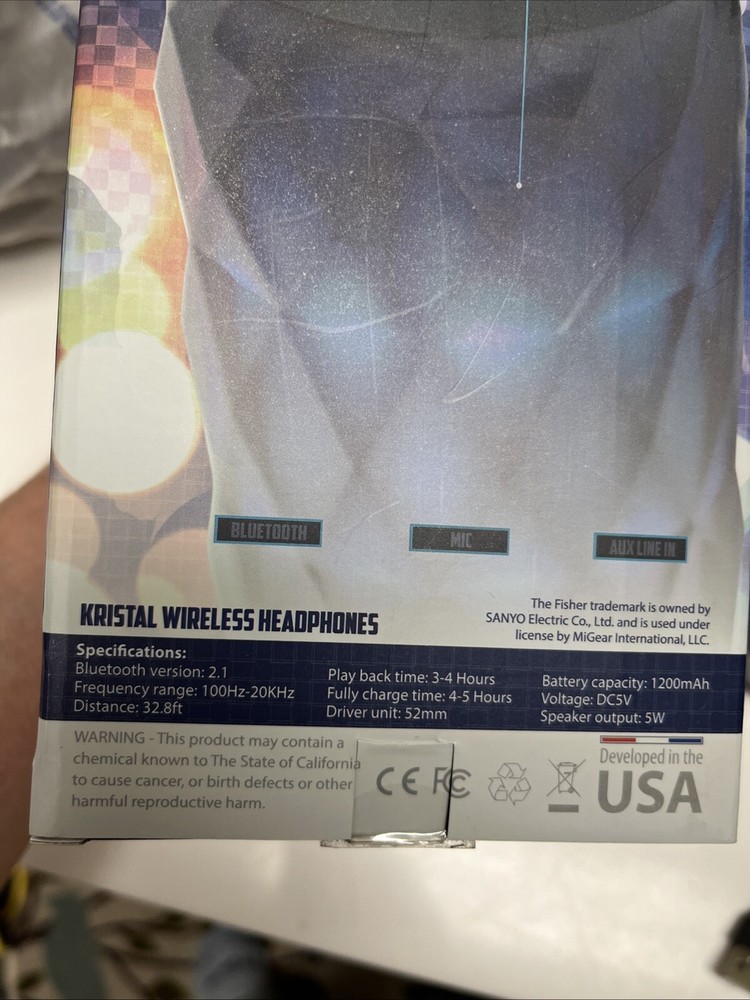 BLUETOOTH
MIC
AUX LINE IN
KRISTAL WIRELESS HEADPHONES
The Fisher trademark is owned by
SANYO Electric Co., Ltd. and is used under
license by MiGear International, LLC.
Specifications:
Bluetooth version: 2.1
Frequency range: 100Hz-20KHz
Distance: 32.8ft
Play back time: 3-4 Hours
Fully charge time: 4-5 Hours
Driver unit: 52mm
Battery capacity: 1200mAh
Voltage: DC5V
Speaker output: 5W
WARNING - This product may contain a
chemical known to The State of California
to cause cancer, or birth defects or other
harmful reproductive harm.
CE FC
Developed in the
USA